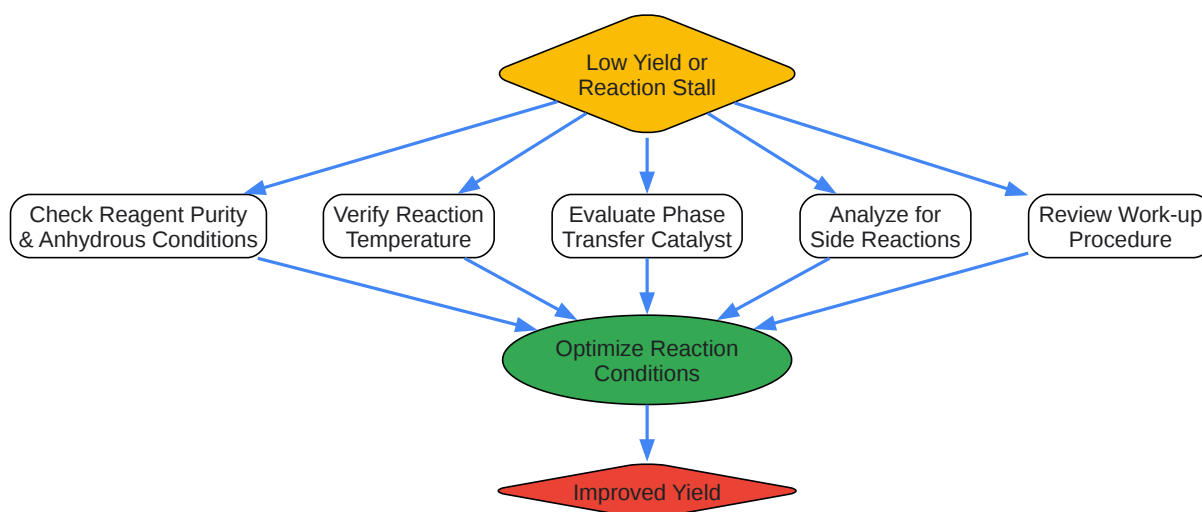 Low Yield or
Reaction Stall
Check Reagent Purity
& Anhydrous Conditions
Verify Reaction
Temperature
Evaluate Phase
Transfer Catalyst
Analyze for
Side Reactions
Review Work-up
Procedure
Optimize Reaction
Conditions
Improved Yield